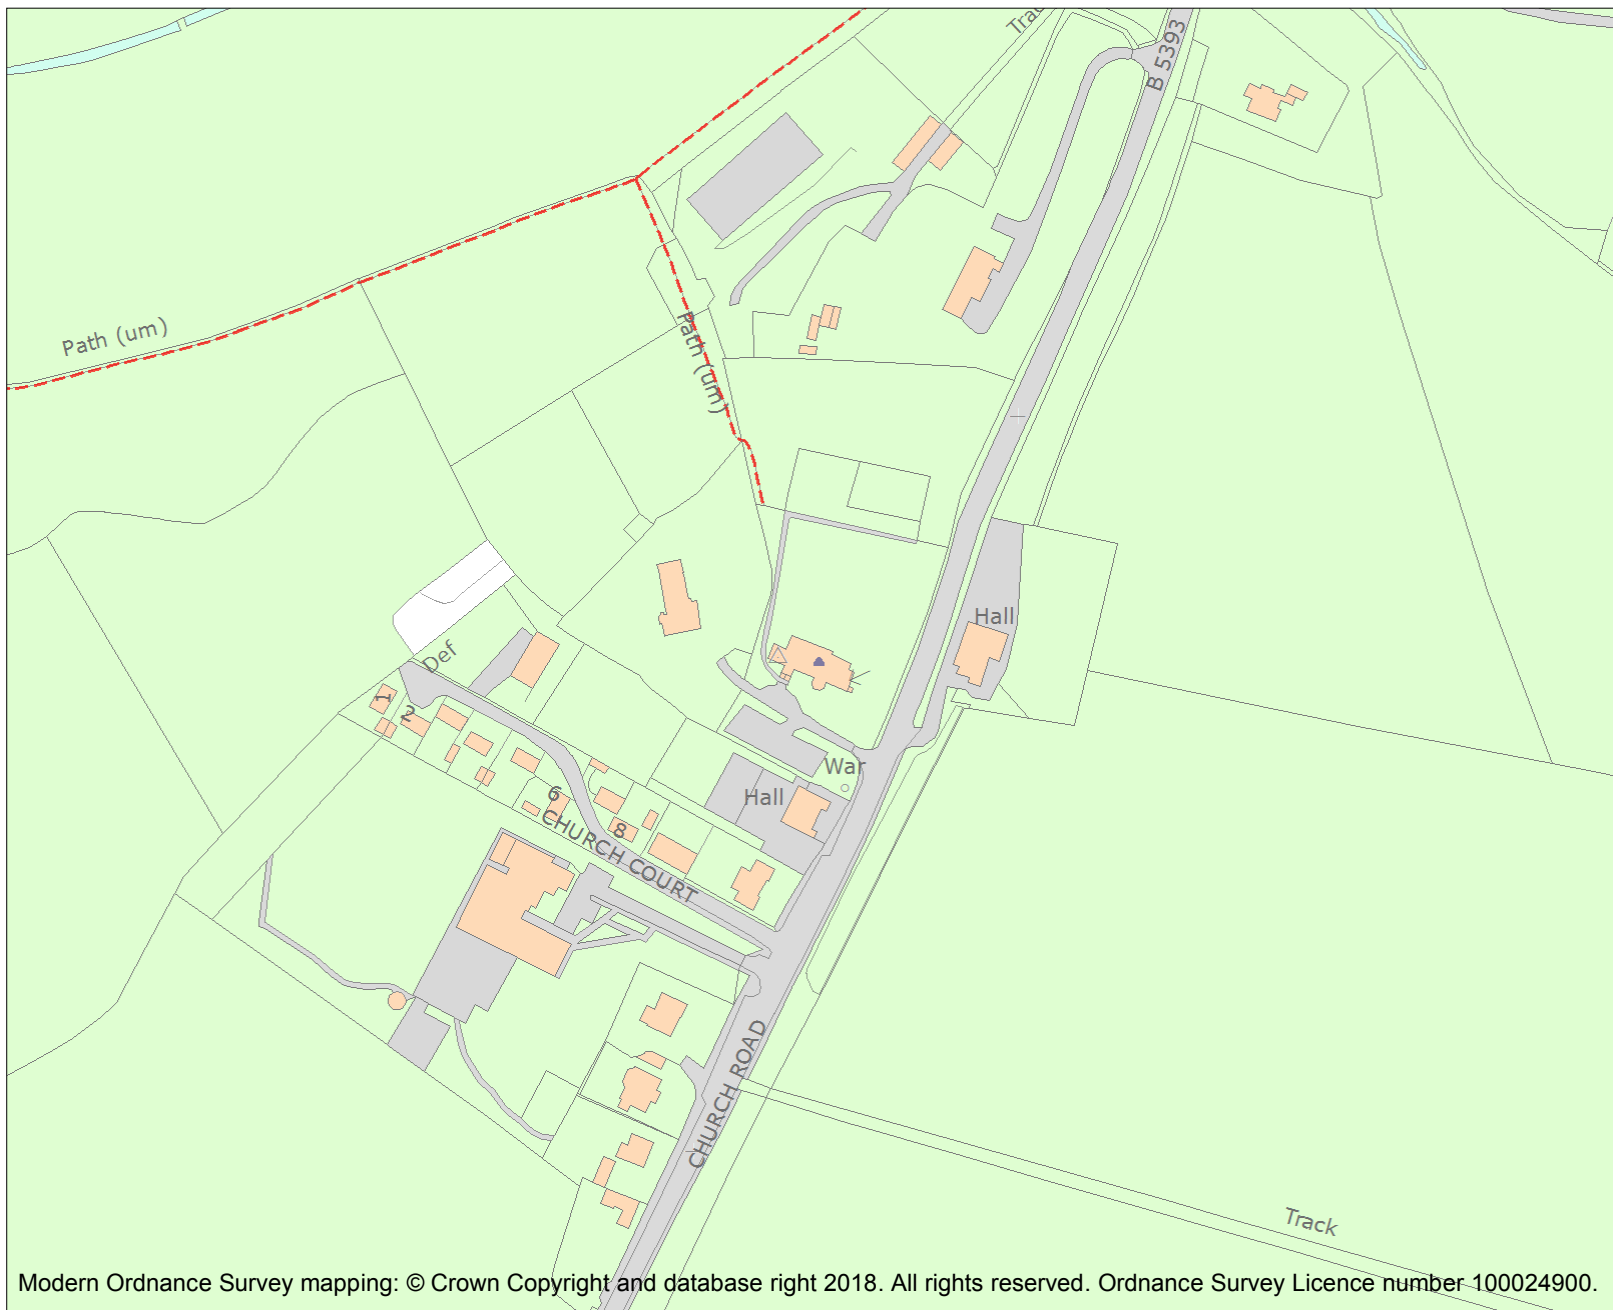 Trac
B 5393
Path (um)
Path (um)
Hall
Def
1
2
War
Hall
6
8
CHURCH COURT
CHURCH ROAD
Track
Modern Ordnance Survey mapping: © Crown Copyright and database right 2018. All rights reserved. Ordnance Survey Licence number 100024900.